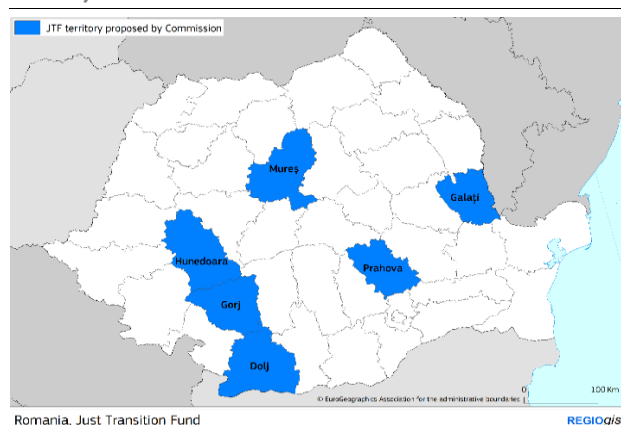 JTF territory proposed by Commission
Mureș
Galați
Hunedoara
Prahova
Gorj
Dolj
0 100 Km
© EuroGeographics Association for the administrative boundaries
Romania, Just Transition Fund
REGIOgis